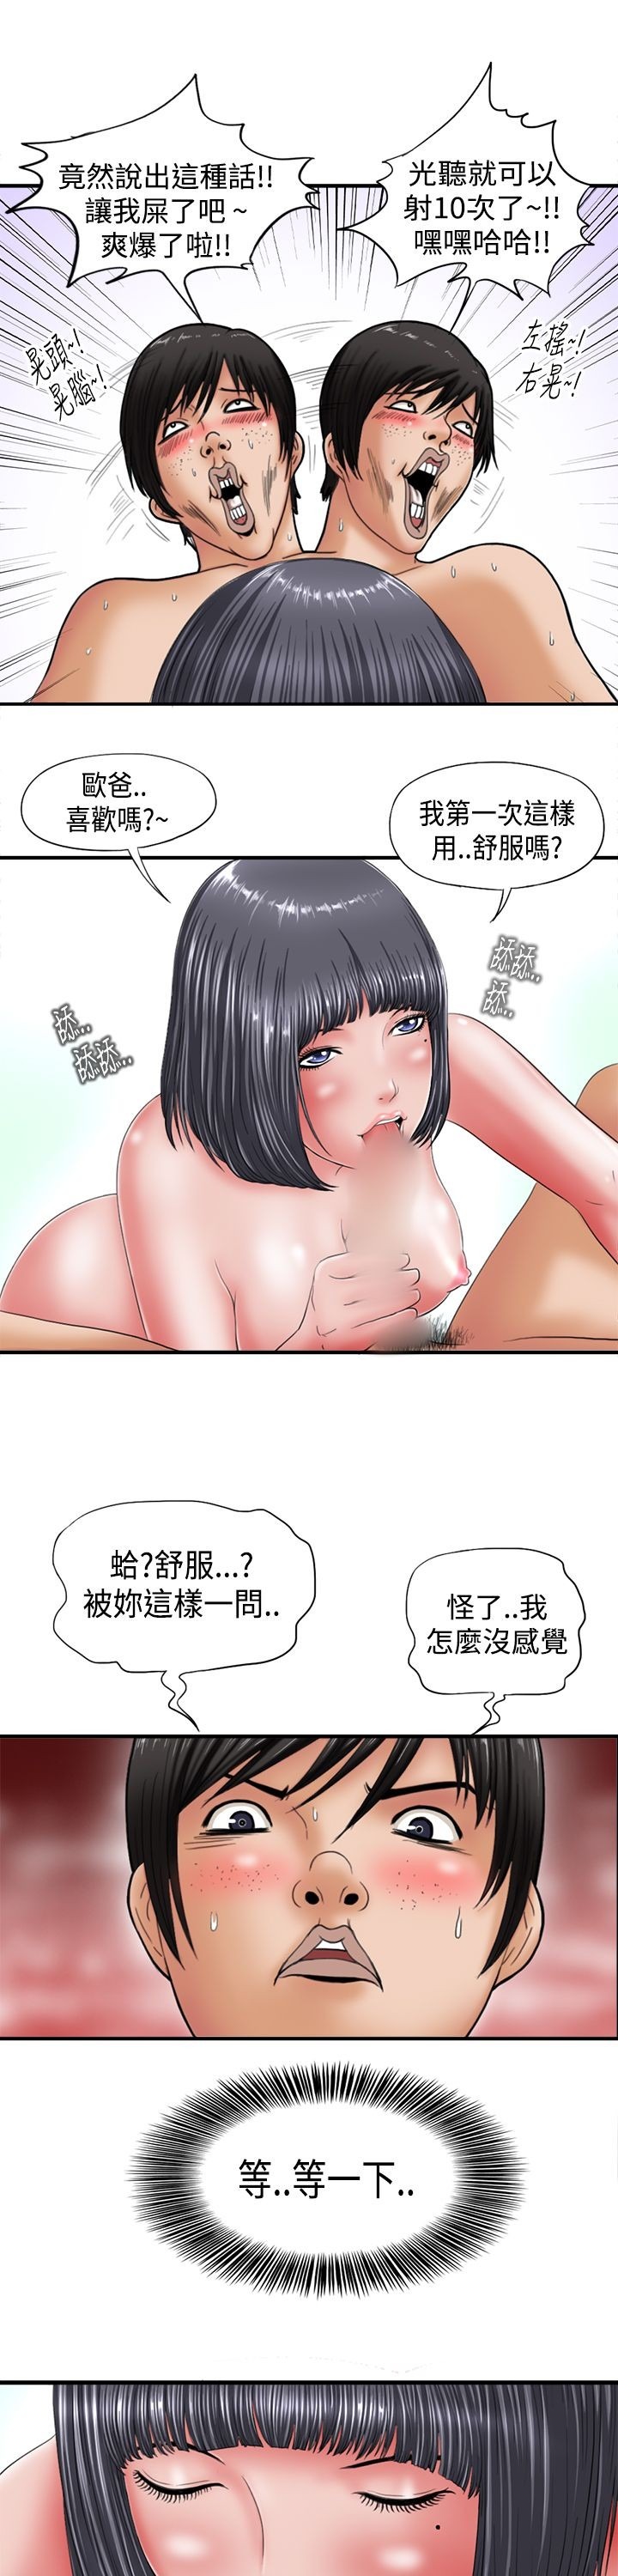 竟然說出這種話!!
讓我屎了吧~
爽爆了啦!!
光聽就可以
射10次了~!!
嘿嘿哈哈!!
晃頭~!
晃腦~!
左搖~!
右晃~!
歐爸..
喜歡嗎?~
我第一次這樣
用..舒服嗎?
舔..
舔舔..
舔舔..
舔..
蛤?舒服...?
被妳這樣一問..
怪了..我
怎麼沒感覺
等..等一下..